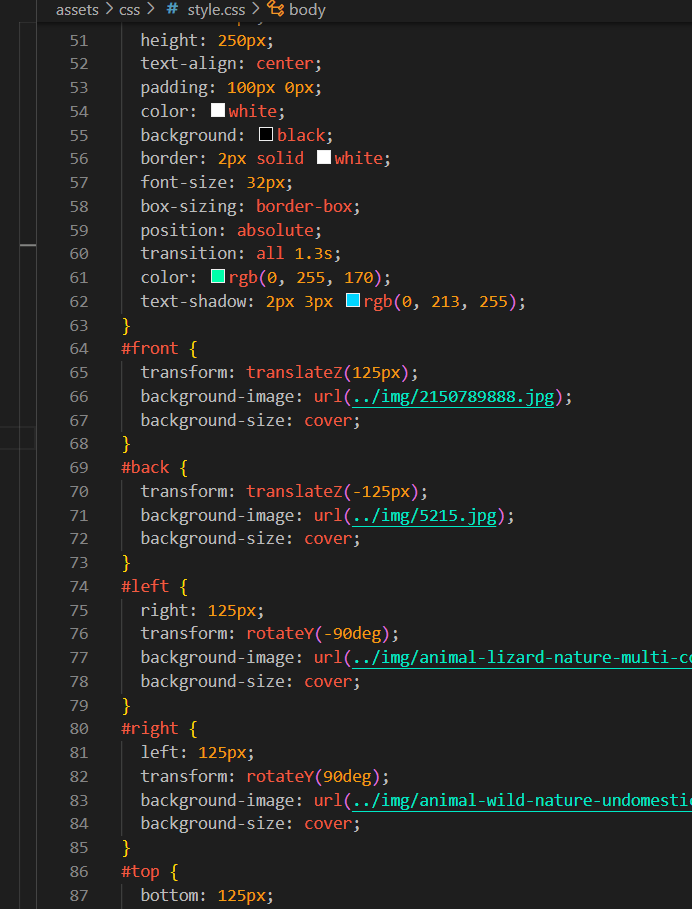 assets > css > # style.css > body
51 height: 250px;
52 text-align: center;
53 padding: 100px 0px;
54 color: white;
55 background: black;
56 border: 2px solid white;
57 font-size: 32px;
58 box-sizing: border-box;
59 position: absolute;
60 transition: all 1.3s;
61 color: rgb(0, 255, 170);
62 text-shadow: 2px 3px rgb(0, 213, 255);
63 }
64 #front {
65 transform: translateZ(125px);
66 background-image: url(../img/2150789888.jpg);
67 background-size: cover;
68 }
69 #back {
70 transform: translateZ(-125px);
71 background-image: url(../img/5215.jpg);
72 background-size: cover;
73 }
74 #left {
75 right: 125px;
76 transform: rotateY(-90deg);
77 background-image: url(../img/animal-lizard-nature-multi-c
78 background-size: cover;
79 }
80 #right {
81 left: 125px;
82 transform: rotateY(90deg);
83 background-image: url(../img/animal-wild-nature-undomesti
84 background-size: cover;
85 }
86 #top {
87 bottom: 125px;